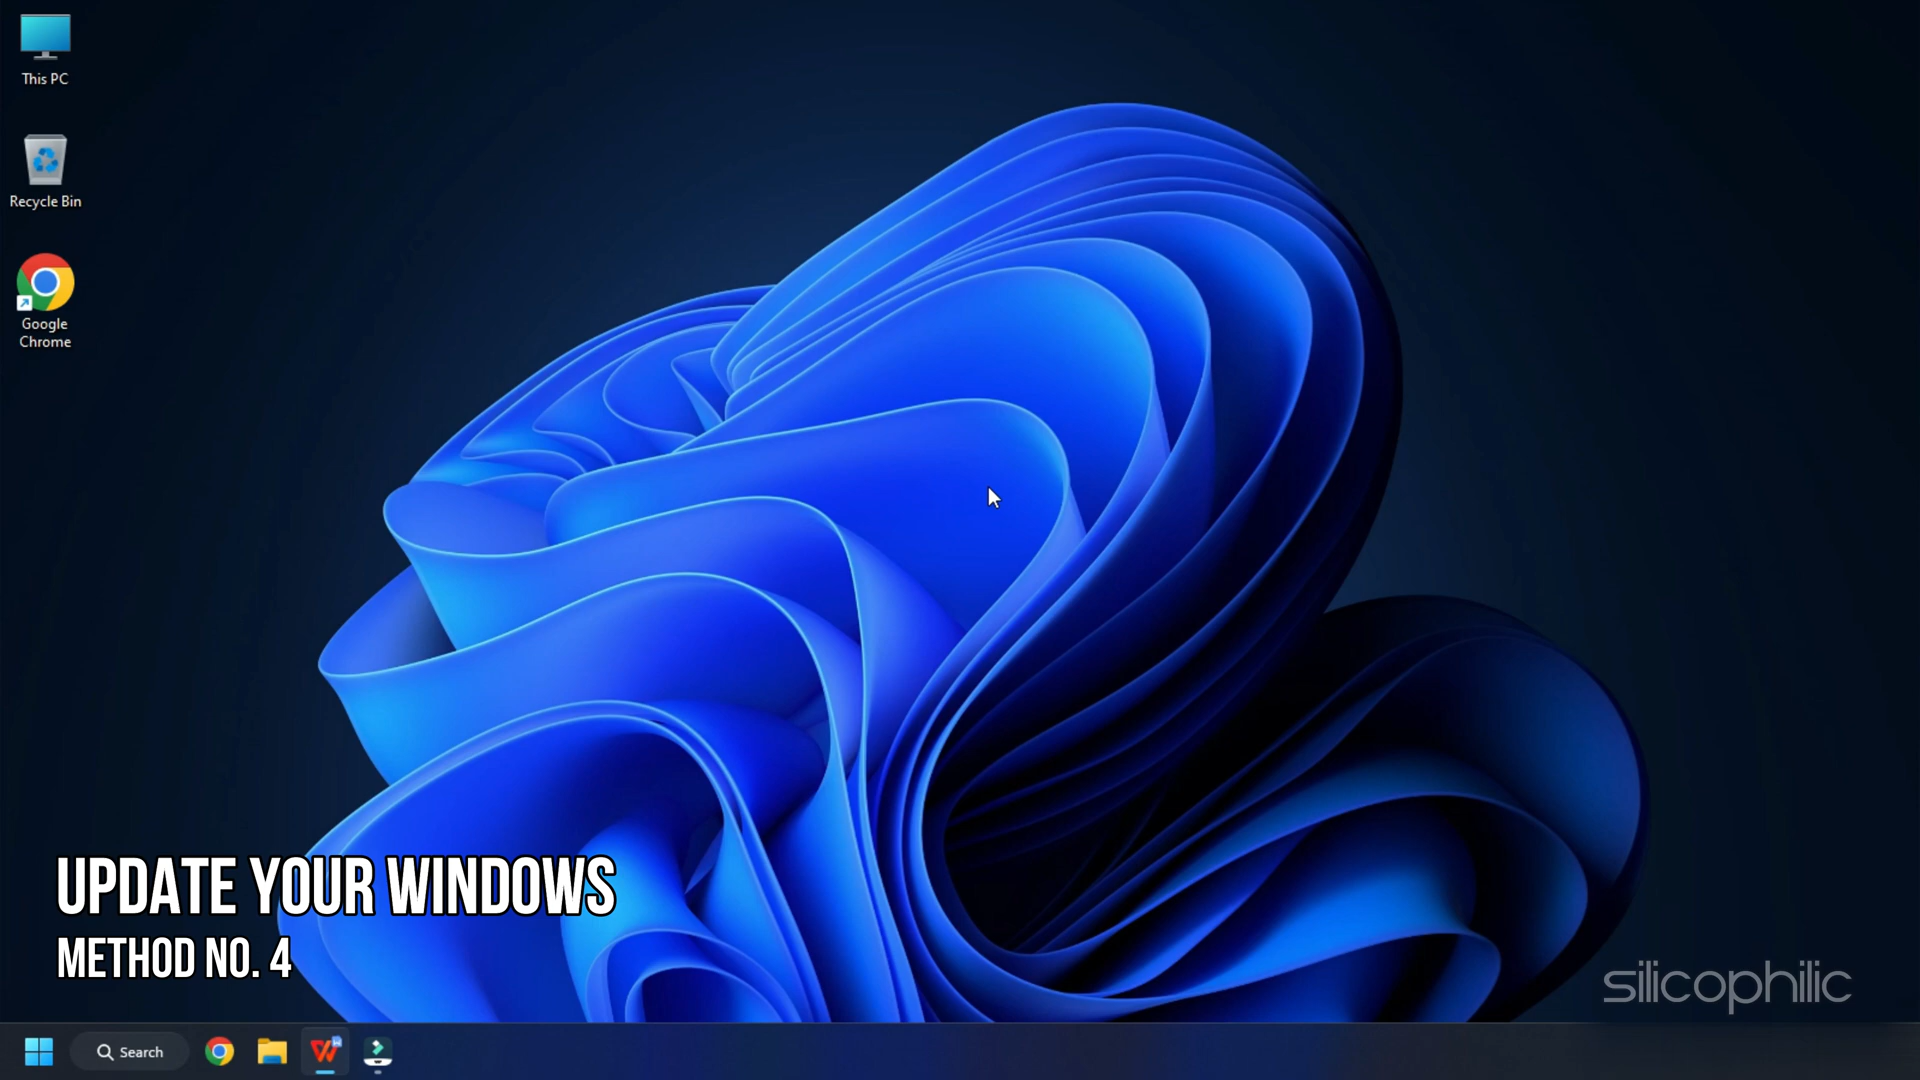 This PC
Recycle Bin
Google
Chrome
UPDATE YOUR WINDOWS
METHOD NO. 4
silicophilic
Search